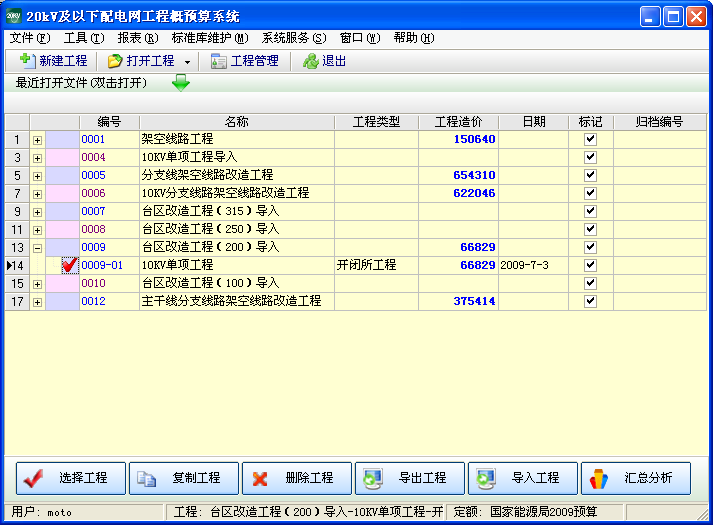 20kV及以下配电网工程概预算系统
文件(F) 工具(T) 报表(R) 标准库维护(M) 系统服务(S) 窗口(W) 帮助(H)
新建工程 打开工程 工程管理 退出
最近打开文件(双击打开)
编号 名称 工程类型 工程造价 日期 标记 归档编号
1 0001 架空线路工程 150640
3 0004 10KV单项工程导入
5 0005 分支线架空线路改造工程 654310
7 0006 10KV分支线路架空线路改造工程 622046
9 0007 台区改造工程(315)导入
11 0008 台区改造工程(250)导入
13 0009 台区改造工程(200)导入 66829
14 0009-01 10KV单项工程 开闭所工程 66829 2009-7-3
15 0010 台区改造工程(100)导入
17 0012 主干线分支线路架空线路改造工程 375414
选择工程 复制工程 删除工程 导出工程 导入工程 汇总分析
用户: moto 工程: 台区改造工程(200)导入-10KV单项工程-开 定额: 国家能源局2009预算